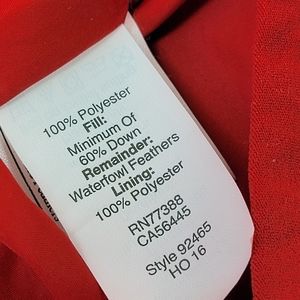 100% Polyester
Fill:
Minimum Of
60% Down
Remainder:
Waterfowl Feathers
Lining:
100% Polyester
RN77388
CA56445
Style 92465
HO 16